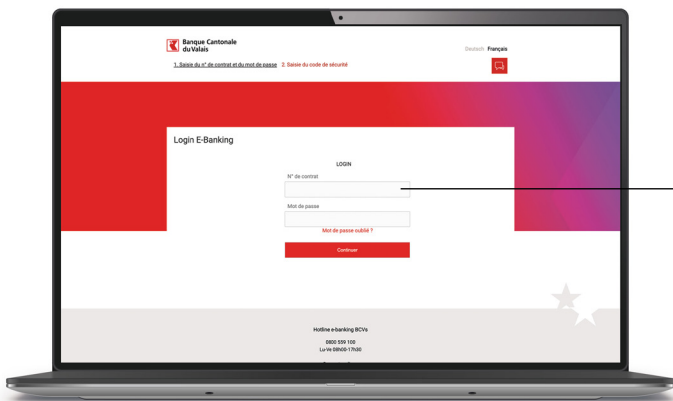 Banque Cantonale
du Valais
Deutsch Français
1. Saisie du n° de contrat et du mot de passe 2. Saisie du code de sécurité
Login E-Banking
LOGIN
N° de contrat
Mot de passe
Mot de passe oublié ?
Continuer
Hotline e-banking BCVs
0800 559 100
Lu-Ve 08h00-17h30